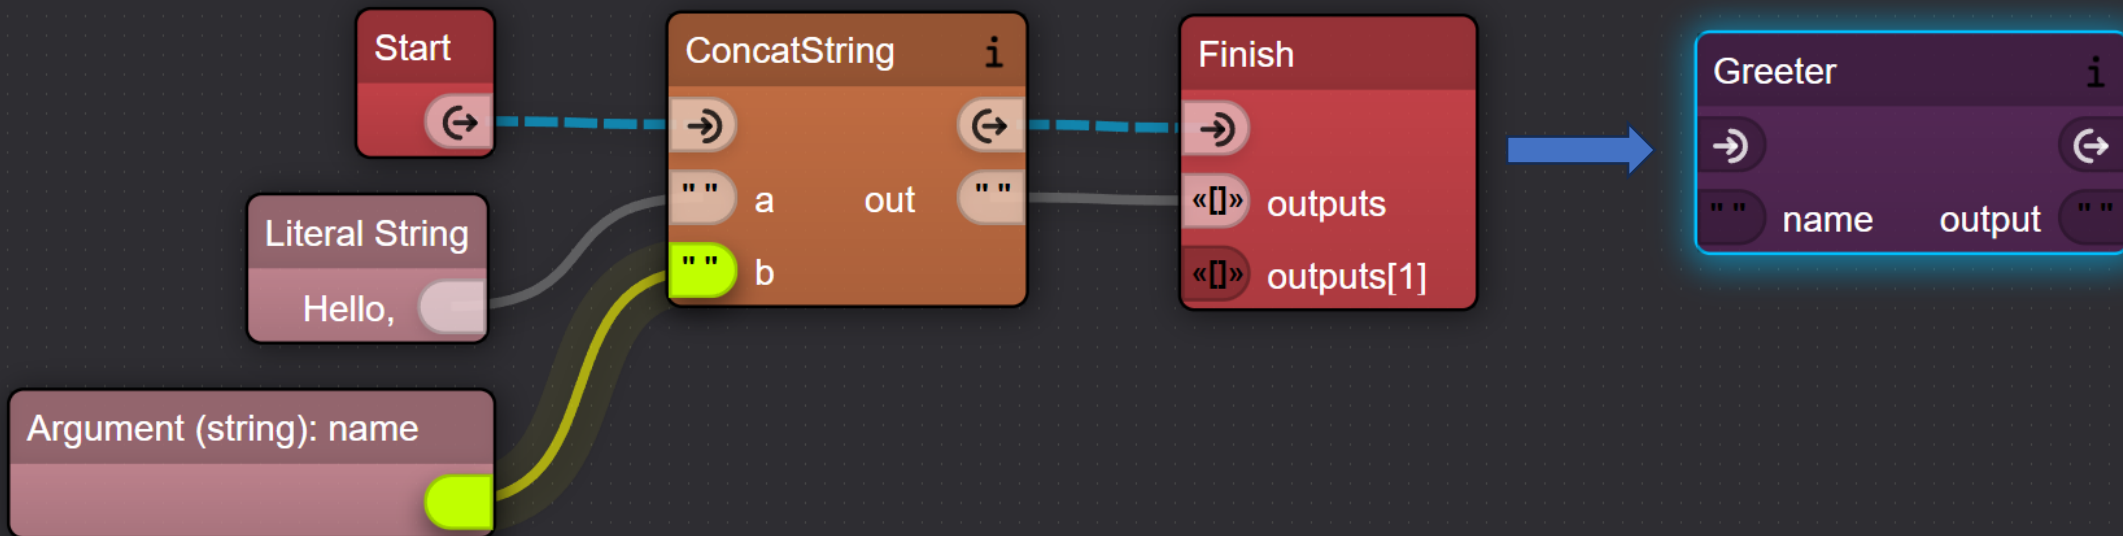 Start
ConcatString i
a out " "
" " b
Literal String
Hello,
Argument (string): name
Finish
«[]» outputs
«[]» outputs[1]
Greeter i
" " name output " "